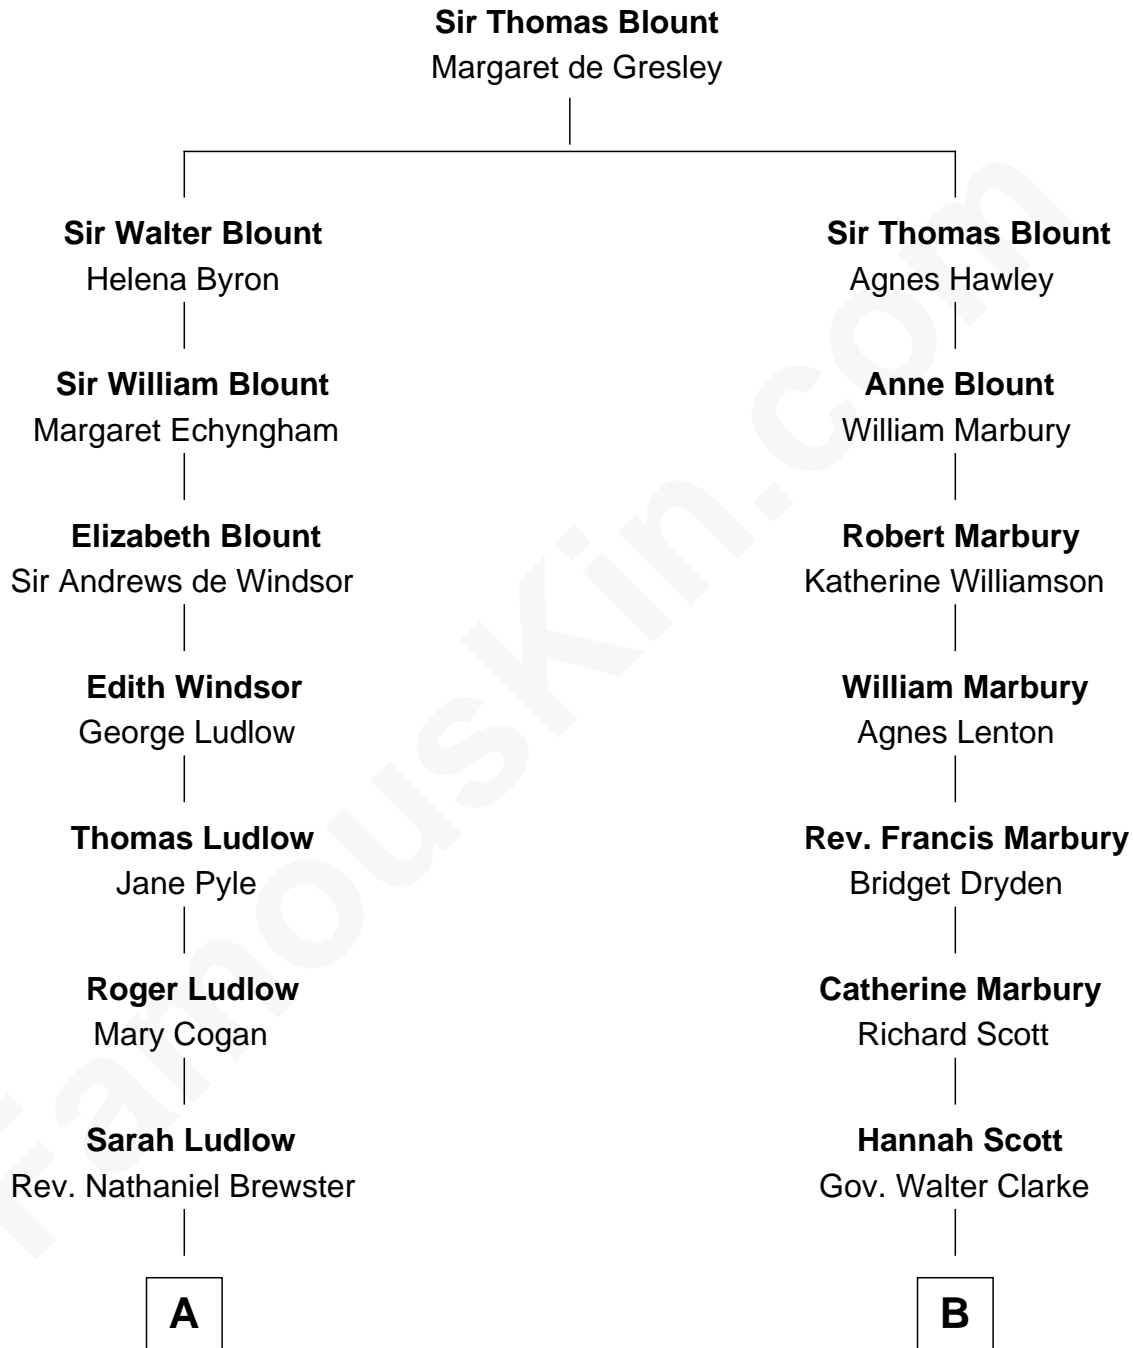 Sir Thomas Blount
Margaret de Gresley
Sir Walter Blount
Helena Byron
Sir Thomas Blount
Agnes Hawley
Sir William Blount
Margaret Echyngham
Anne Blount
William Marbury
Elizabeth Blount
Sir Andrews de Windsor
Robert Marbury
Katherine Williamson
Edith Windsor
George Ludlow
William Marbury
Agnes Lenton
Thomas Ludlow
Jane Pyle
Rev. Francis Marbury
Bridget Dryden
Roger Ludlow
Mary Cogan
Catherine Marbury
Richard Scott
Sarah Ludlow
Rev. Nathaniel Brewster
Hannah Scott
Gov. Walter Clarke
A
B
FamousKin.com